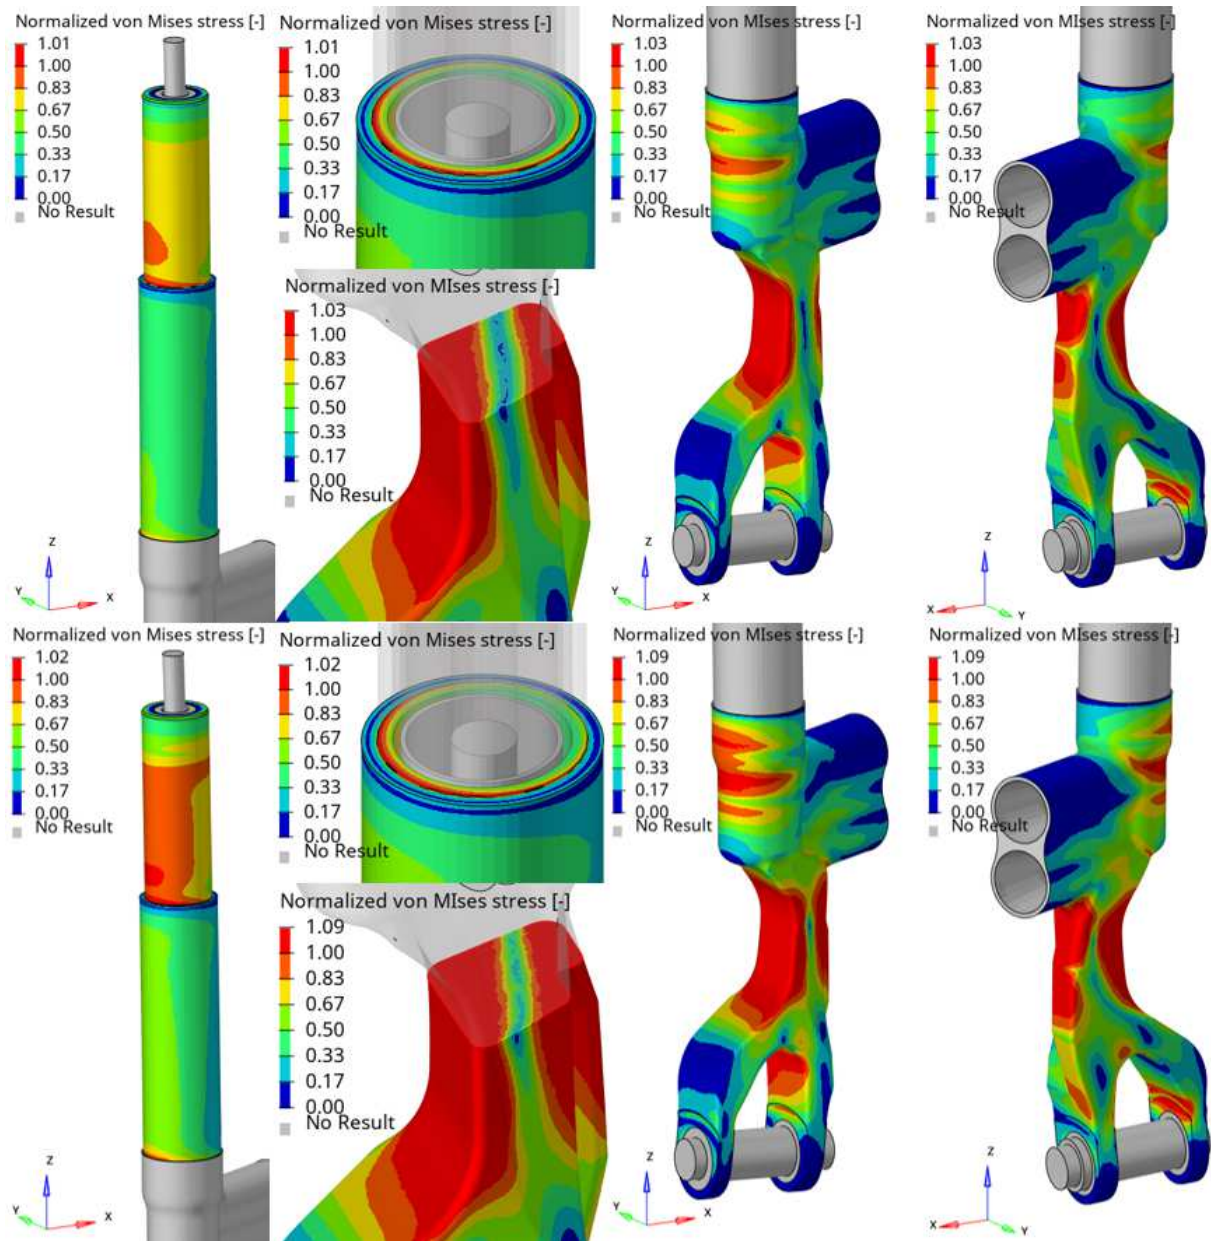 Normalized von Mises stress [-]
1.01
1.00
0.83
0.67
0.50
0.33
0.17
0.00
No Result
Z
Y
X
Normalized von Mises stress [-]
1.01
1.00
0.83
0.67
0.50
0.33
0.17
0.00
No Result
Normalized von MIses stress [-]
1.03
1.00
0.83
0.67
0.50
0.33
0.17
0.00
No Result
Normalized von MIses stress [-]
1.03
1.00
0.83
0.67
0.50
0.33
0.17
0.00
No Result
Z
Y
X
Normalized von MIses stress [-]
1.03
1.00
0.83
0.67
0.50
0.33
0.17
0.00
No Result
Z
X
Y
Normalized von Mises stress [-]
1.02
1.00
0.83
0.67
0.50
0.33
0.17
0.00
No Result
Z
Y
X
Normalized von Mises stress [-]
1.02
1.00
0.83
0.67
0.50
0.33
0.17
0.00
No Result
Normalized von MIses stress [-]
1.09
1.00
0.83
0.67
0.50
0.33
0.17
0.00
No Result
Normalized von MIses stress [-]
1.09
1.00
0.83
0.67
0.50
0.33
0.17
0.00
No Result
Z
Y
X
Normalized von MIses stress [-]
1.09
1.00
0.83
0.67
0.50
0.33
0.17
0.00
No Result
Z
X
Y